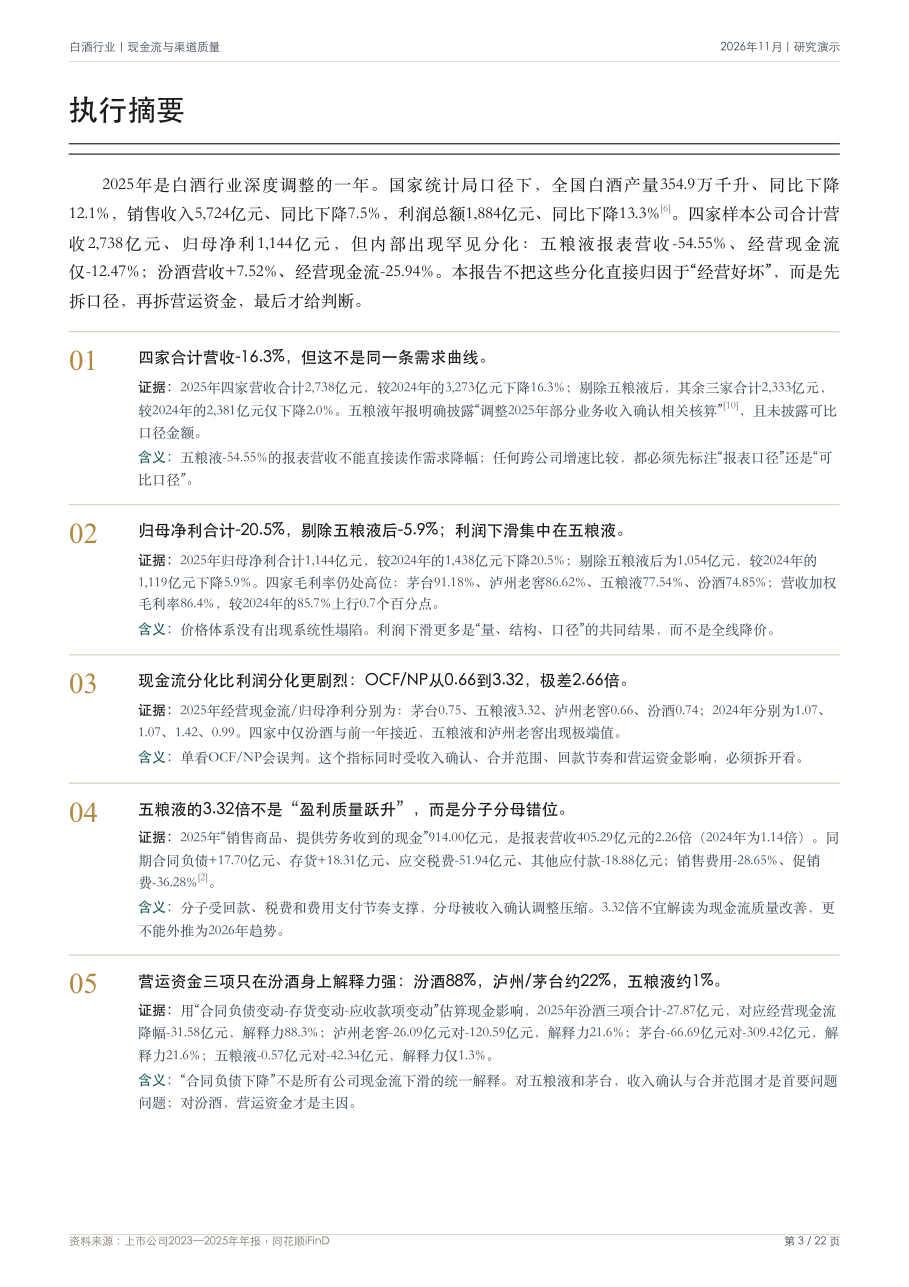 白酒行业 | 现金流与渠道质量
2026年11月 | 研究演示
执行摘要
2025年是白酒行业深度调整的一年。国家统计局口径下，全国白酒产量354.9万千升、同比下降
12.1%，销售收入5,724亿元、同比下降7.5%，利润总额1,884亿元、同比下降13.3%[6]。四家样本公司合计营
收2,738亿元、归母净利1,144亿元，但内部出现罕见分化：五粮液报表营收-54.55%、经营现金流
仅-12.47%；汾酒营收+7.52%、经营现金流-25.94%。本报告不把这些分化直接归因于“经营好坏”，而是先
拆口径，再拆营运资金，最后才给判断。
01
四家合计营收-16.3%，但这不是同一条需求曲线。
证据：2025年四家营收合计2,738亿元，较2024年的3,273亿元下降16.3%；剔除五粮液后，其余三家合计2,333亿元，
较2024年的2,381亿元仅下降2.0%。五粮液年报明确披露“调整2025年部分业务收入确认相关核算”[10]，且未披露可比
口径金额。
含义：五粮液-54.55%的报表营收不能直接读作需求降幅；任何跨公司增速比较，都必须先标注“报表口径”还是“可
比口径”。
02
归母净利合计-20.5%，剔除五粮液后-5.9%；利润下滑集中在五粮液。
证据：2025年归母净利合计1,144亿元，较2024年的1,438亿元下降20.5%；剔除五粮液后为1,054亿元，较2024年的
1,119亿元下降5.9%。四家毛利率仍处高位：茅台91.18%、泸州老窖86.62%、五粮液77.54%、汾酒74.85%；营收加权
毛利率86.4%，较2024年的85.7%上行0.7个百分点。
含义：价格体系没有出现系统性塌陷。利润下滑更多是“量、结构、口径”的共同结果，而不是全线降价。
03
现金流分化比利润分化更剧烈：OCF/NP从0.66到3.32，极差2.66倍。
证据：2025年经营现金流/归母净利分别为：茅台0.75、五粮液3.32、泸州老窖0.66、汾酒0.74；2024年分别为1.07、
1.07、1.42、0.99。四家中仅汾酒与前一年接近，五粮液和泸州老窖出现极端值。
含义：单看OCF/NP会误判。这个指标同时受收入确认、合并范围、回款节奏和营运资金影响，必须拆开看。
04
五粮液的3.32倍不是“盈利质量跃升”，而是分子分母错位。
证据：2025年“销售商品、提供劳务收到的现金”914.00亿元，是报表营收405.29亿元的2.26倍（2024年为1.14倍）。同
期合同负债+17.70亿元、存货+18.31亿元、应交税费-51.94亿元、其他应付款-18.88亿元；销售费用-28.65%、促销
费-36.28%[2]。
含义：分子受回款、税费和费用支付节奏支撑，分母被收入确认调整压缩。3.32倍不宜解读为现金流质量改善，更
不能外推为2026年趋势。
05
营运资金三项只在汾酒身上解释力强：汾酒88%，泸州/茅台约22%，五粮液约1%。
证据：用“合同负债变动-存货变动-应收款项变动”估算现金影响，2025年汾酒三项合计-27.87亿元，对应经营现金流
降幅-31.58亿元，解释力88.3%；泸州老窖-26.09亿元对-120.59亿元，解释力21.6%；茅台-66.69亿元对-309.42亿元，解
释力21.6%；五粮液-0.57亿元对-42.34亿元，解释力仅1.3%。
含义：“合同负债下降”不是所有公司现金流下滑的统一解释。对五粮液和茅台，收入确认与合并范围才是首要问题
问题；对汾酒，营运资金才是主因。
资料来源：上市公司2023—2025年年报·同花顺iFinD
第 3 / 22 页